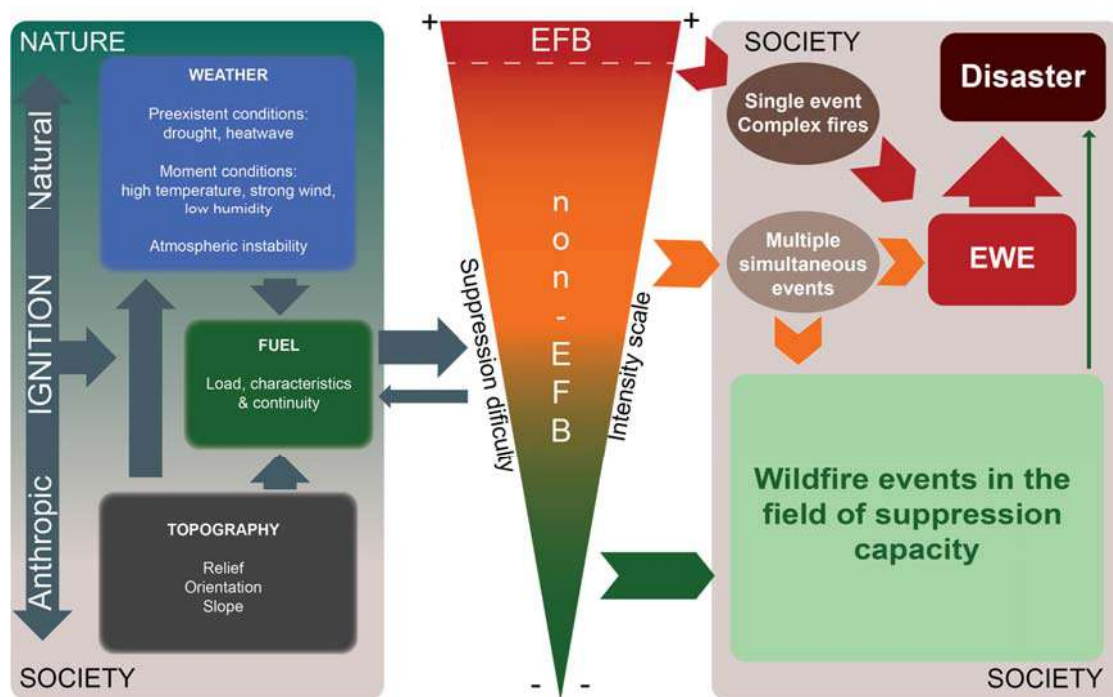 NATURE
WEATHER
Preexistent conditions:
drought, heatwave
Moment conditions:
high temperature, strong wind,
low humidity
Atmospheric instability
Anthropic IGNITION Natural
FUEL
Load, characteristics
& continuity
TOPOGRAPHY
Relief
Orientation
Slope
SOCIETY
+ +
EFB
non-EFB
Suppression dificulty
Intensity scale
- -
SOCIETY
Single event
Complex fires
Disaster
Multiple
simultaneous
events
EWE
Wildfire events in the
field of suppression
capacity
SOCIETY